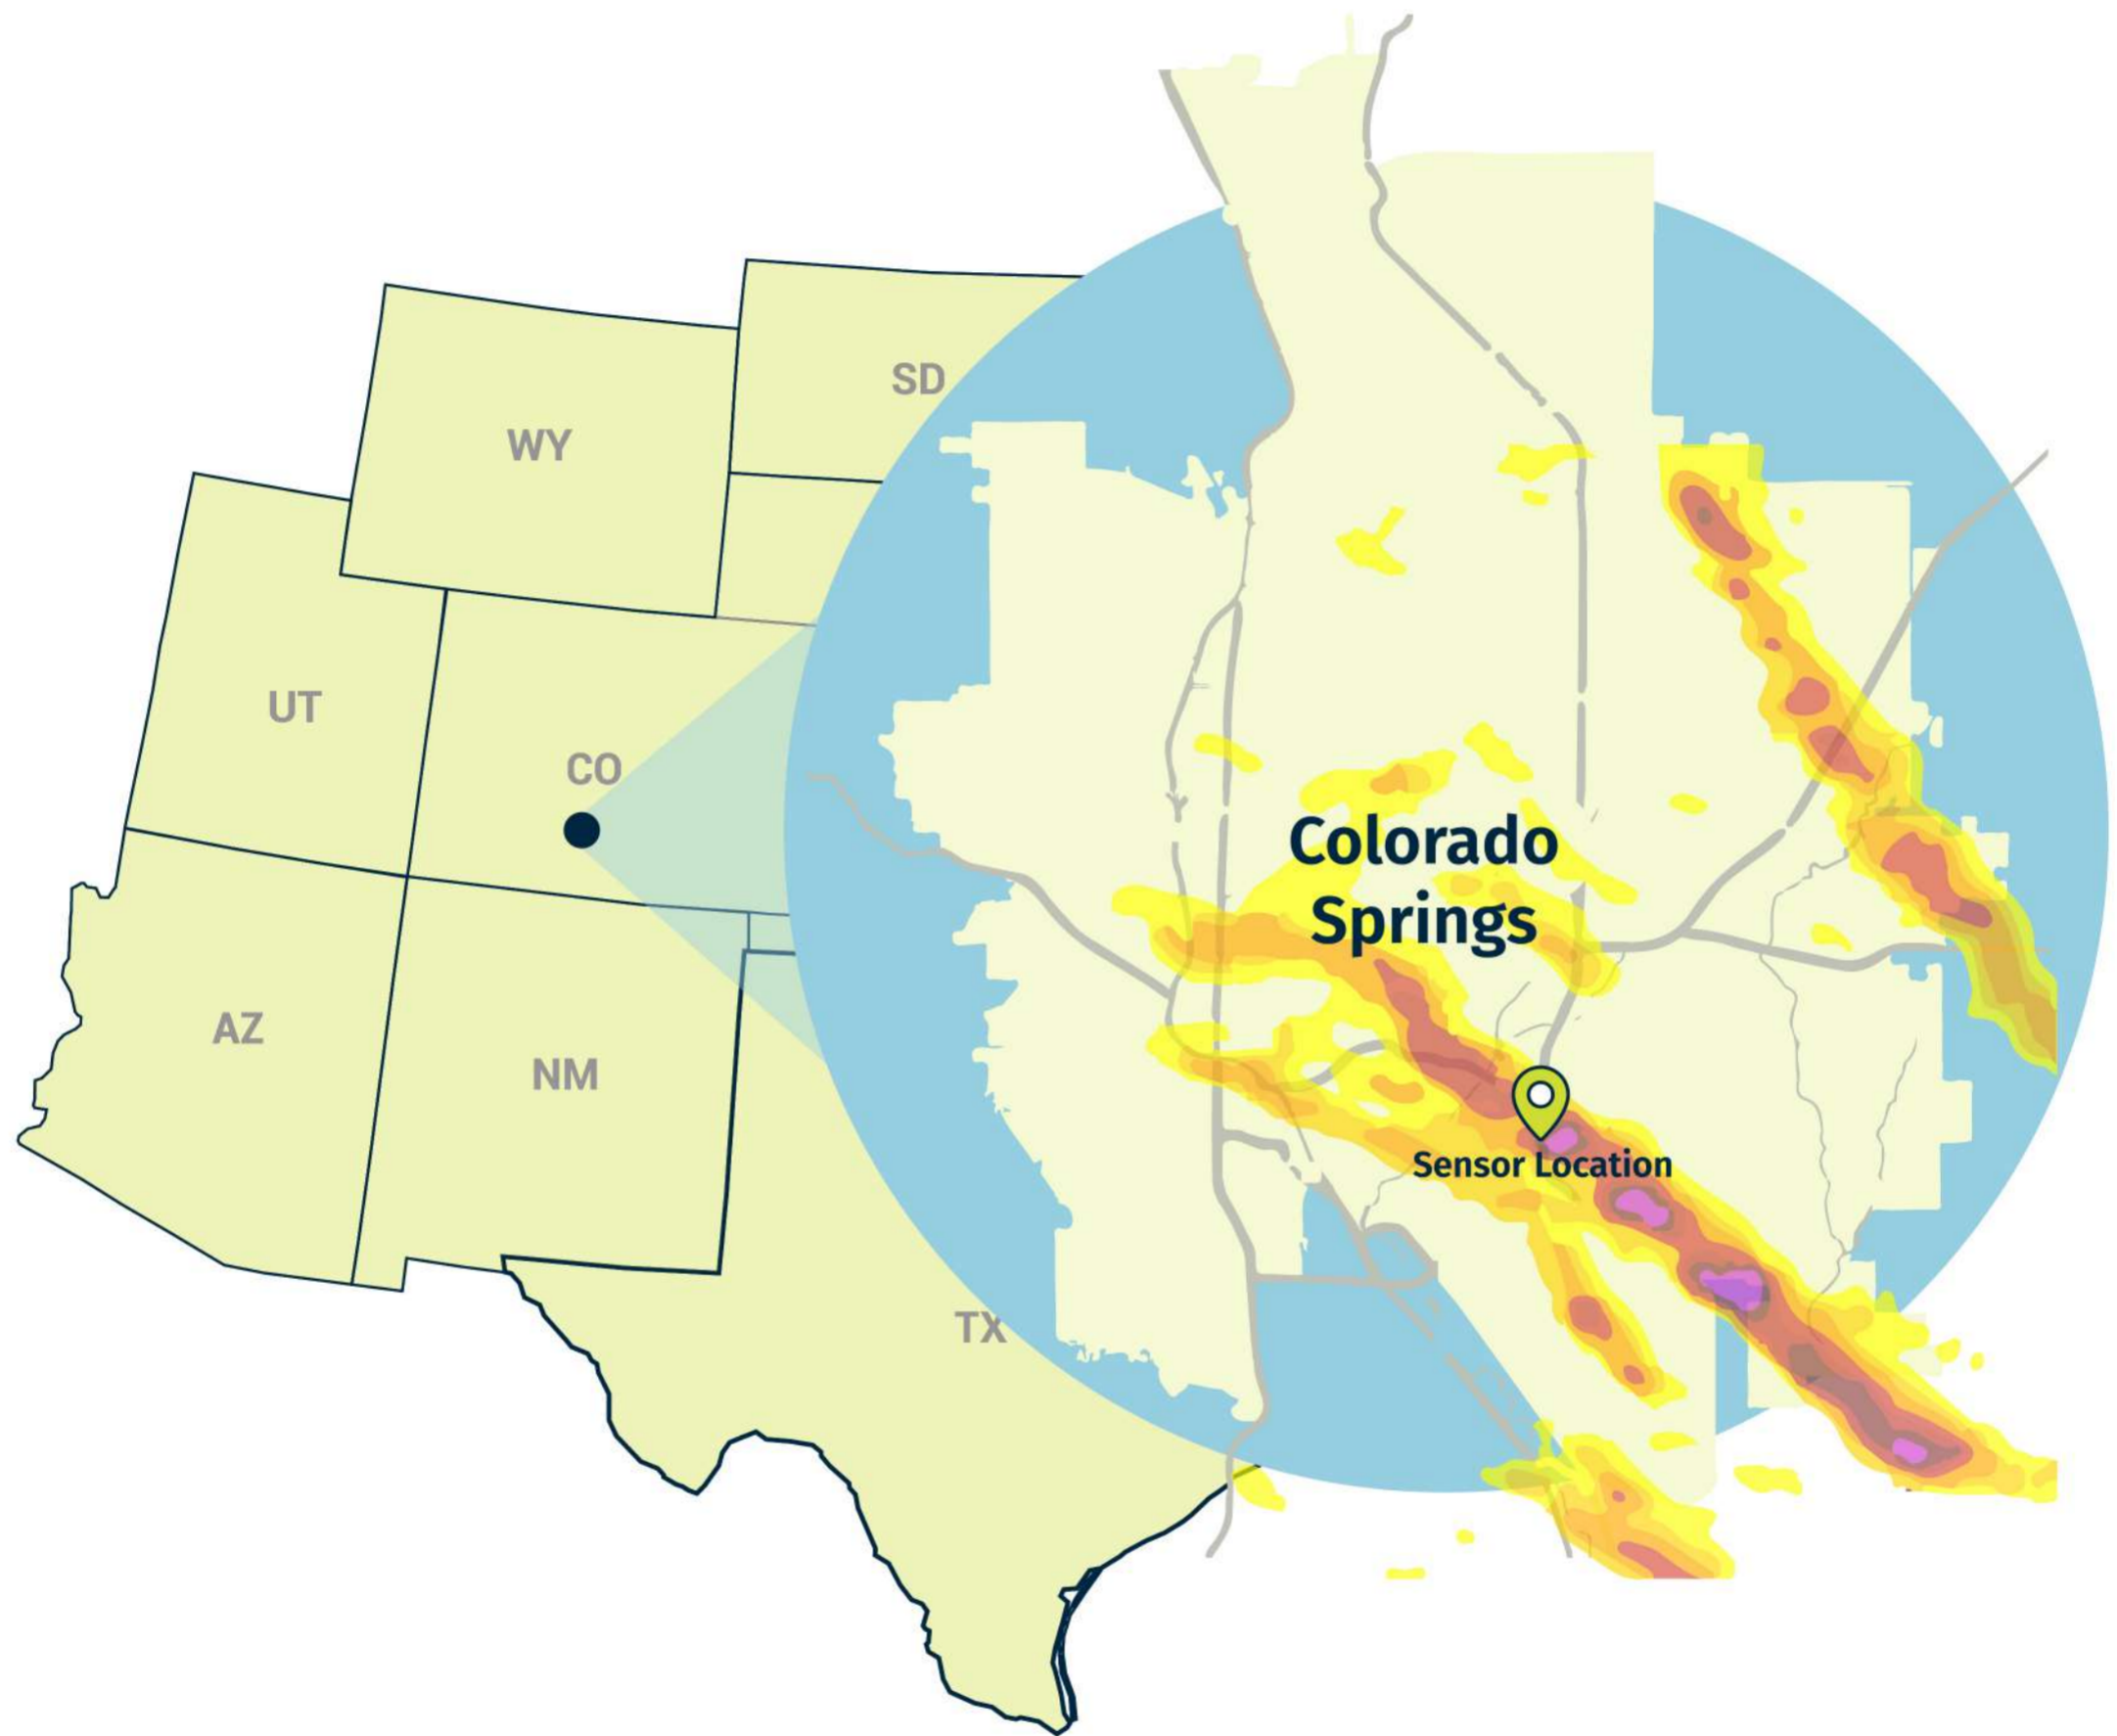 SD
WY
UT
CO
Colorado
Springs
AZ
NM
Sensor Location
TX